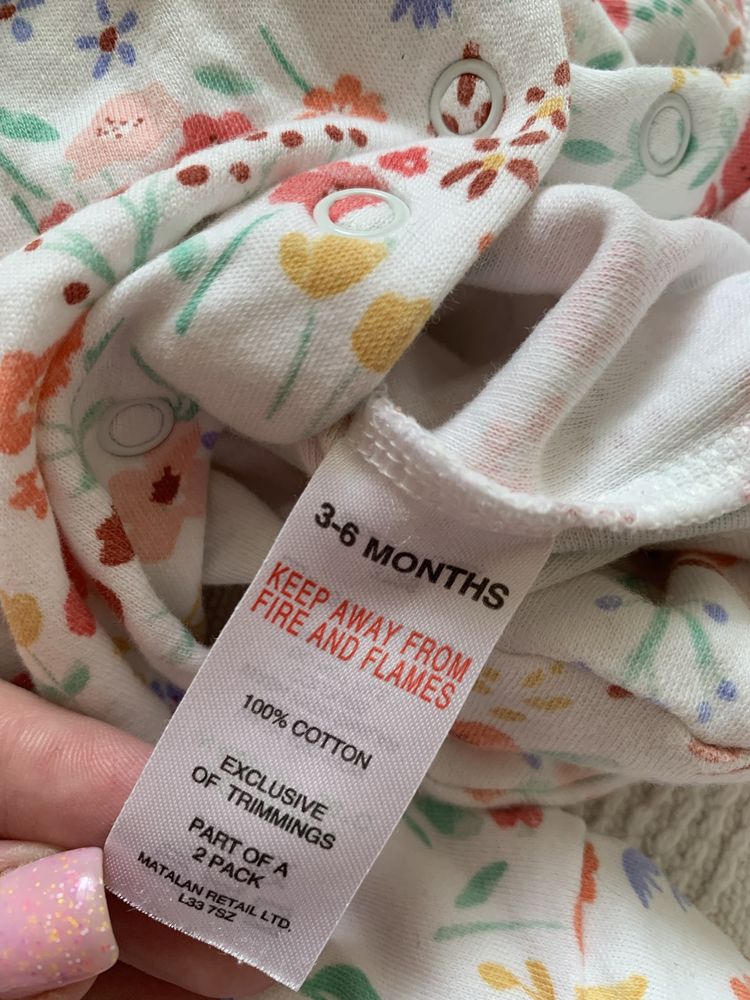 3-6 MONTHS
KEEP AWAY FROM
FIRE AND FLAMES
100% COTTON
EXCLUSIVE
OF TRIMMINGS
PART OF A
2 PACK
MATALAN RETAIL LTD.
L33 7SZ